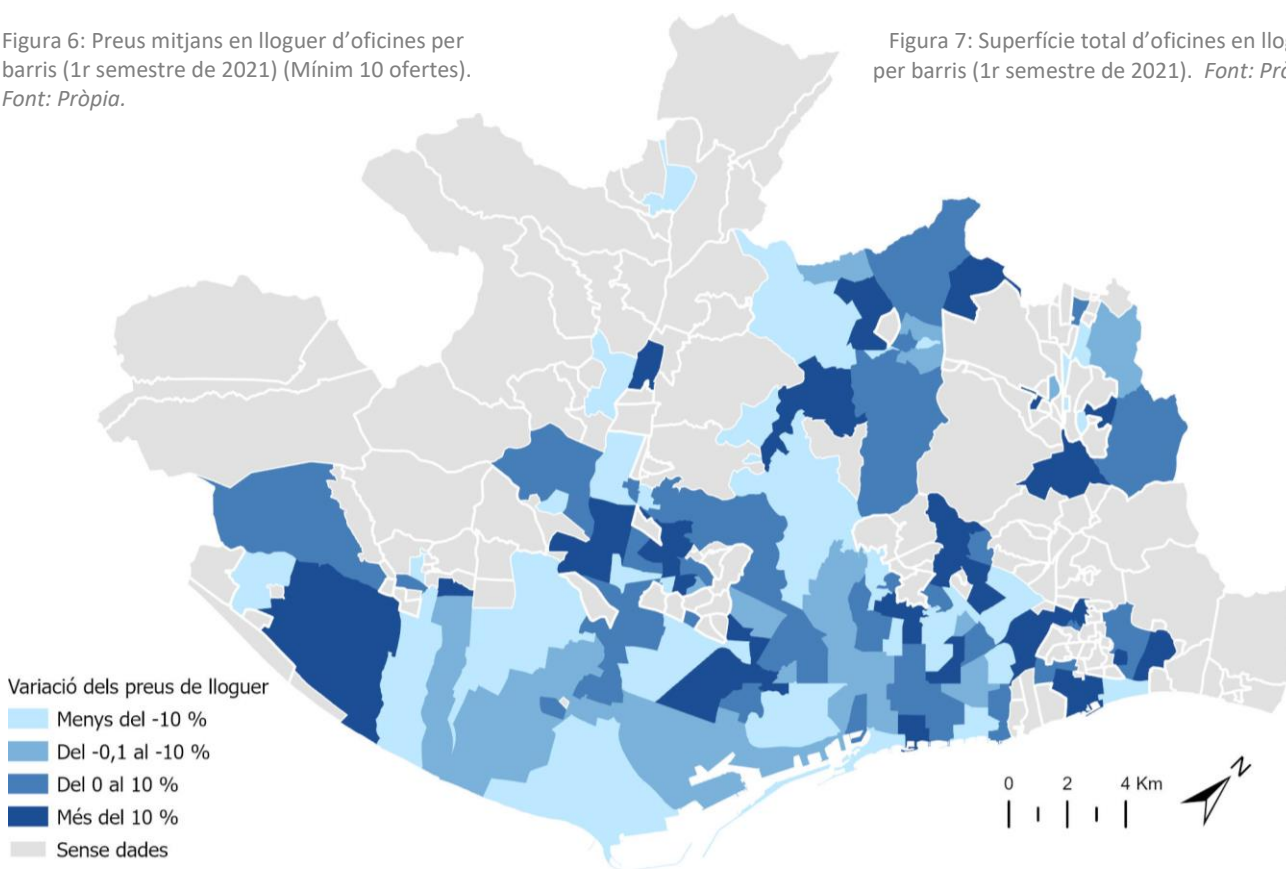 Figura 6: Preus mitjans en lloguer d’oficines per
barris (1r semestre de 2021) (Mínim 10 ofertes).
Font: Pròpia.
Figura 7: Superfície total d’oficines en
per barris (1r semestre de 2021). Font:
Variació dels preus de lloguer
Menys del -10 %
Del -0,1 al -10 %
Del 0 al 10 %
Més del 10 %
Sense dades
0 2 4 Km
N